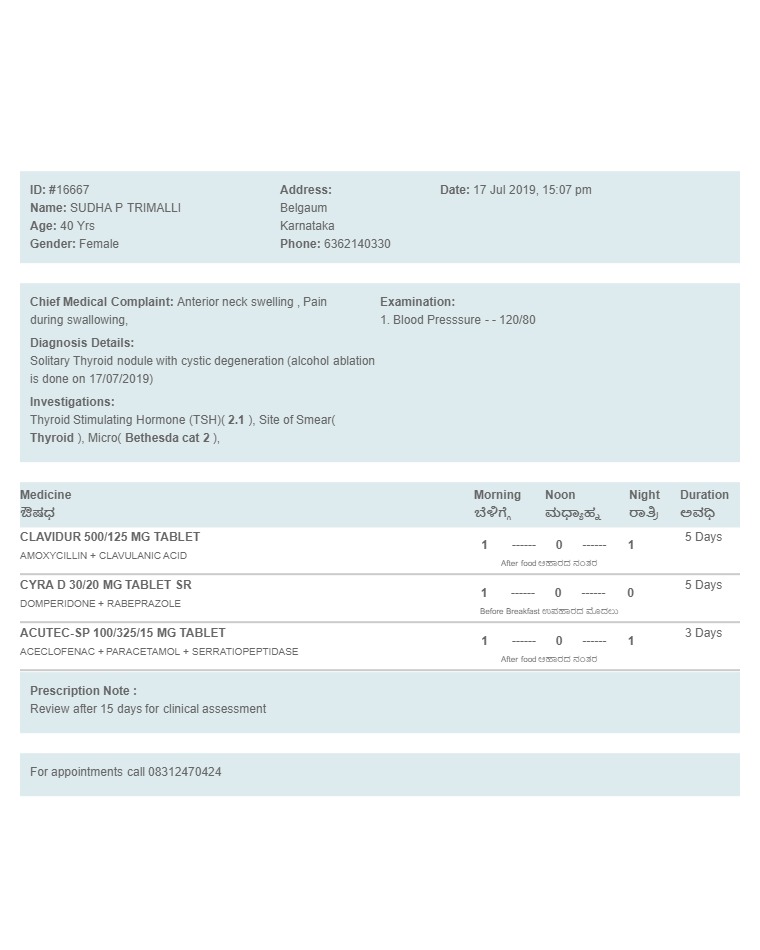 ID: #16667
Name: SUDHA P TRIMALLI
Age: 40 Yrs
Gender: Female
Address:
Belgaum
Karnataka
Phone: 6362140330
Date: 17 Jul 2019, 15:07 pm
Chief Medical Complaint: Anterior neck swelling , Pain
during swallowing,
Diagnosis Details:
Solitary Thyroid nodule with cystic degeneration (alcohol ablation
is done on 17/07/2019)
Investigations:
Thyroid Stimulating Hormone (TSH)( 2.1 ), Site of Smear(
Thyroid ), Micro( Bethesda cat 2 ),
Examination:
1. Blood Presssure - - 120/80
Medicine Morning Noon Night Duration
ಔಷಧ ಬೆಳಿಗ್ಗೆ ಮಧ್ಯಾಹ್ನ ರಾತ್ರಿ ಅವಧಿ
CLAVIDUR 500/125 MG TABLET 1 ------ 0 ------ 1 5 Days
AMOXYCILLIN + CLAVULANIC ACID
After food ಆಹಾರದ ನಂತರ
CYRA D 30/20 MG TABLET SR 1 ------ 0 ------ 0 5 Days
DOMPERIDONE + RABEPRAZOLE
Before Breakfast ಉಪಹಾರದ ಮೊದಲು
ACUTEC-SP 100/325/15 MG TABLET 1 ------ 0 ------ 1 3 Days
ACECLOFENAC + PARACETAMOL + SERRATIOPEPTIDASE
After food ಆಹಾರದ ನಂತರ
Prescription Note :
Review after 15 days for clinical assessment
For appointments call 08312470424